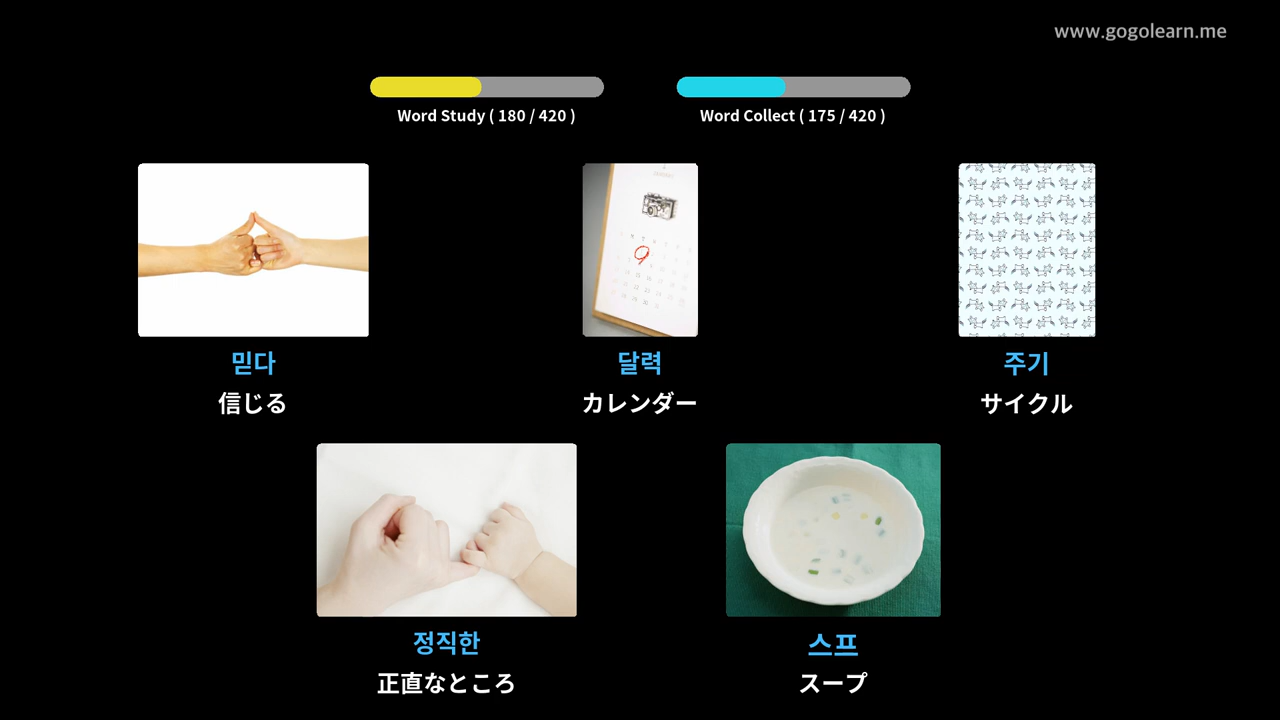 www.gogolearn.me
Word Study ( 180 / 420 )
Word Collect ( 175 / 420 )
믿다
달력
주기
信じる
カレンダー
サイクル
정직한
스프
正直なところ
スープ